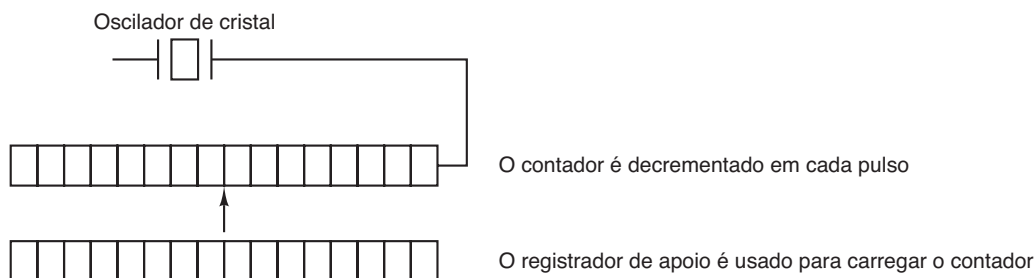 Oscilador de cristal
O contador é decrementado em cada pulso
O registrador de apoio é usado para carregar o contador